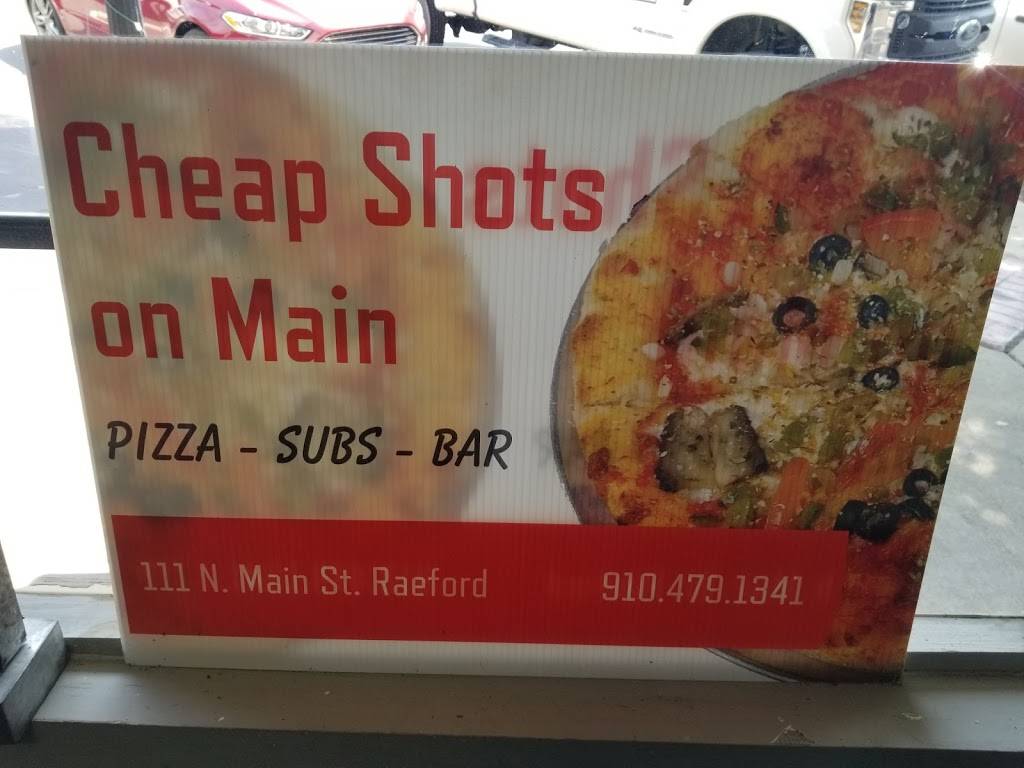 Cheap Shots
on Main
PIZZA - SUBS - BAR
111 N. Main St. Raeford 910.479.1341